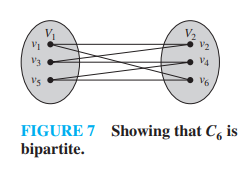 V1 V2
v1 v2
v3 v4
v5 v6
FIGURE 7 Showing that C6 is
bipartite.